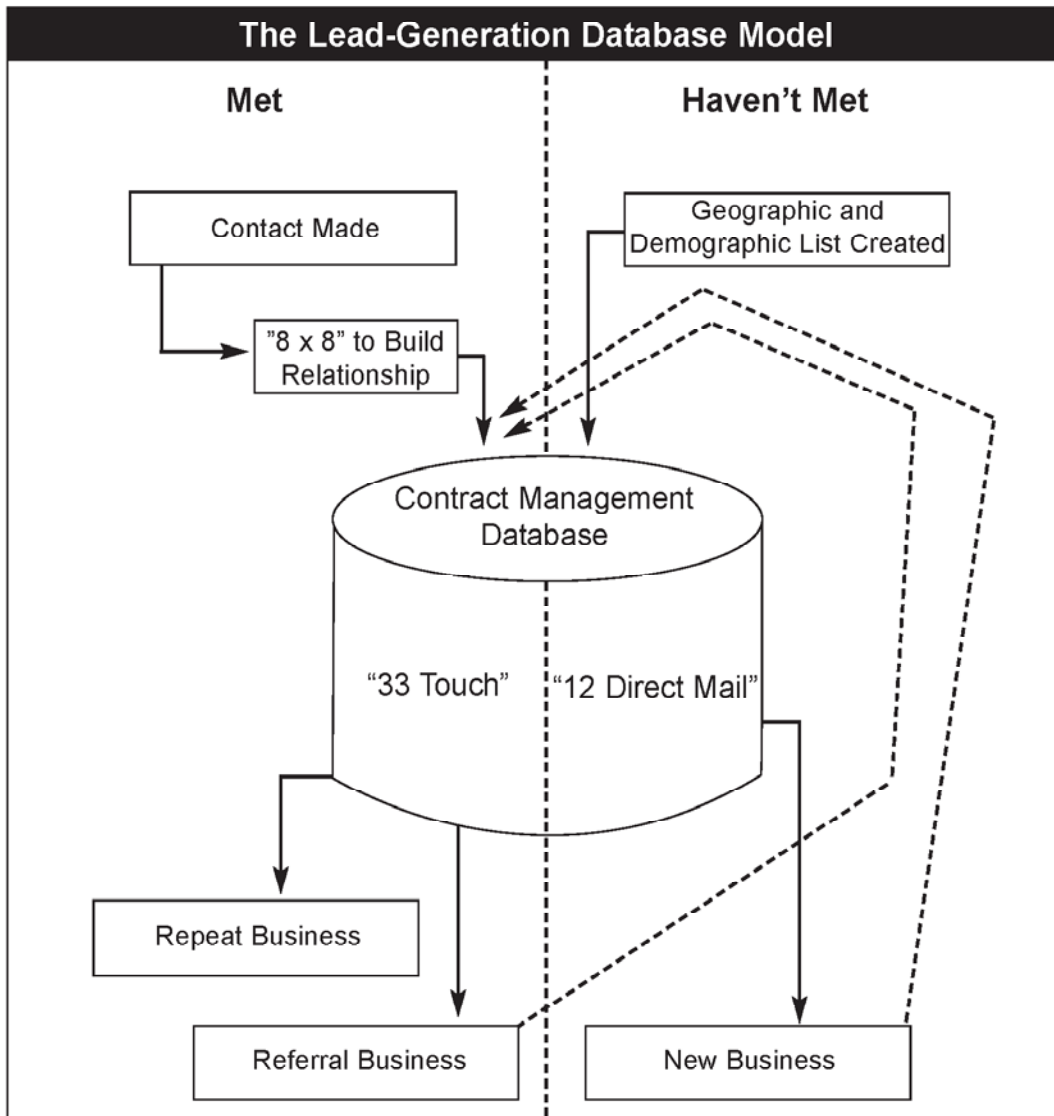 The Lead-Generation Database Model
Met
Haven't Met
Contact Made
Geographic and
Demographic List Created
"8 x 8" to Build
Relationship
Contract Management
Database
“33 Touch”
“12 Direct Mail”
Repeat Business
Referral Business
New Business